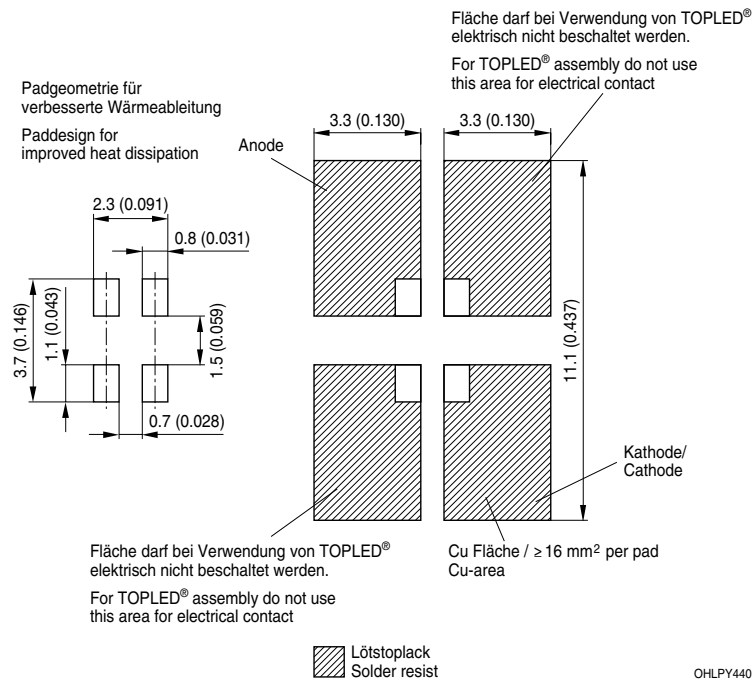 Fläche darf bei Verwendung von TOPLED®
elektrisch nicht beschaltet werden.
For TOPLED® assembly do not use
this area for electrical contact
Padgeometrie für
verbesserte Wärmeableitung
Paddesign for
improved heat dissipation
Anode
3.3 (0.130)
3.3 (0.130)
2.3 (0.091)
0.8 (0.031)
3.7 (0.146)
1.1 (0.043)
1.5 (0.059)
11.1 (0.437)
0.7 (0.028)
Kathode/
Cathode
Fläche darf bei Verwendung von TOPLED®
elektrisch nicht beschaltet werden.
For TOPLED® assembly do not use
this area for electrical contact
Cu Fläche / ≥ 16 mm² per pad
Cu-area
Lötstoplack
Solder resist
OHLPY440